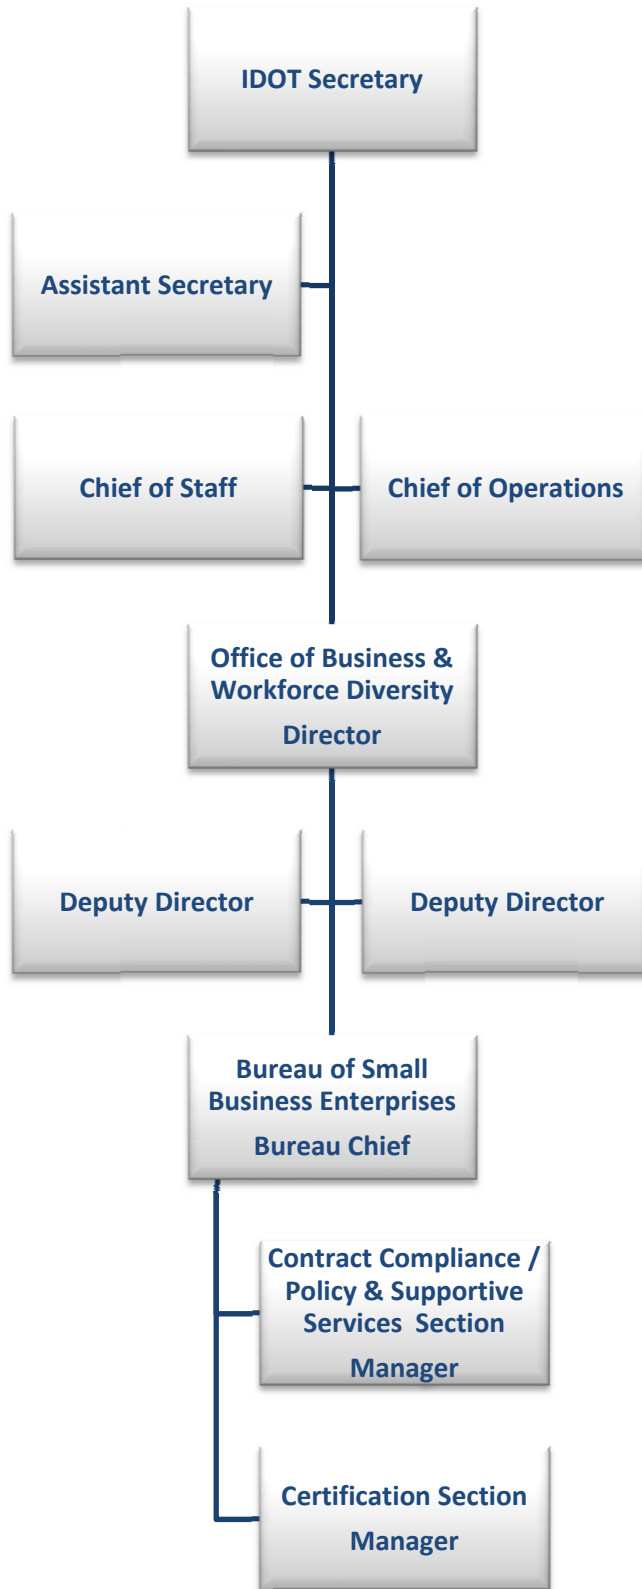 IDOT Secretary
Assistant Secretary
Chief of Staff
Chief of Operations
Office of Business &
Workforce Diversity
Director
Deputy Director
Deputy Director
Bureau of Small
Business Enterprises
Bureau Chief
Contract Compliance /
Policy & Supportive
Services Section
Manager
Certification Section
Manager